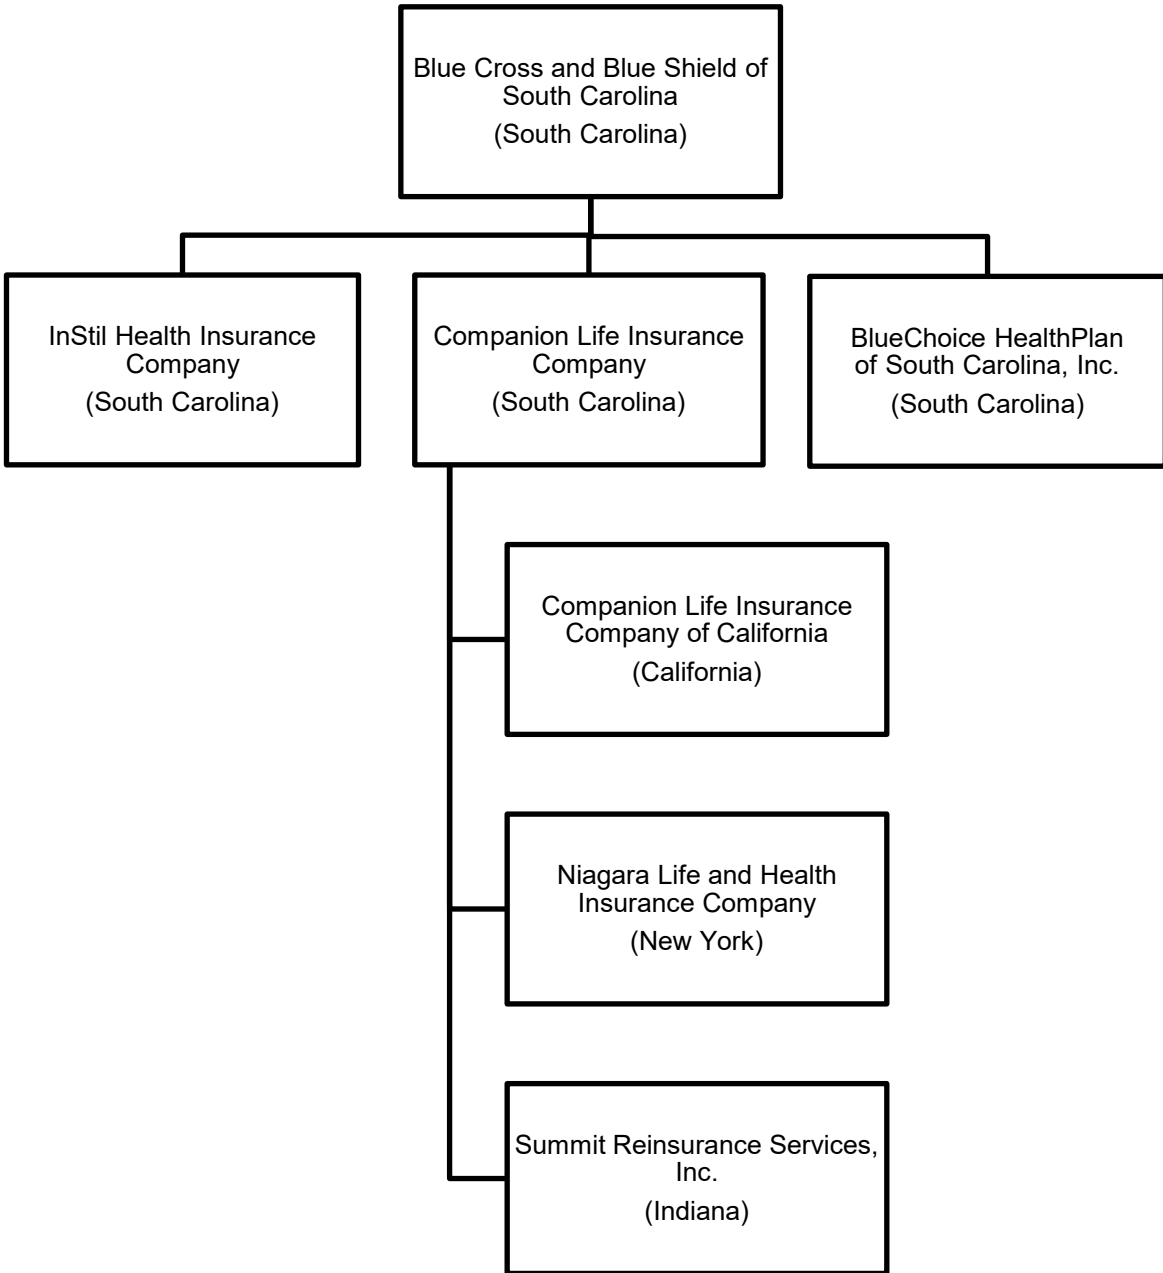 Blue Cross and Blue Shield of
South Carolina
(South Carolina)
InStil Health Insurance
Company
(South Carolina)
Companion Life Insurance
Company
(South Carolina)
BlueChoice HealthPlan
of South Carolina, Inc.
(South Carolina)
Companion Life Insurance
Company of California
(California)
Niagara Life and Health
Insurance Company
(New York)
Summit Reinsurance Services,
Inc.
(Indiana)